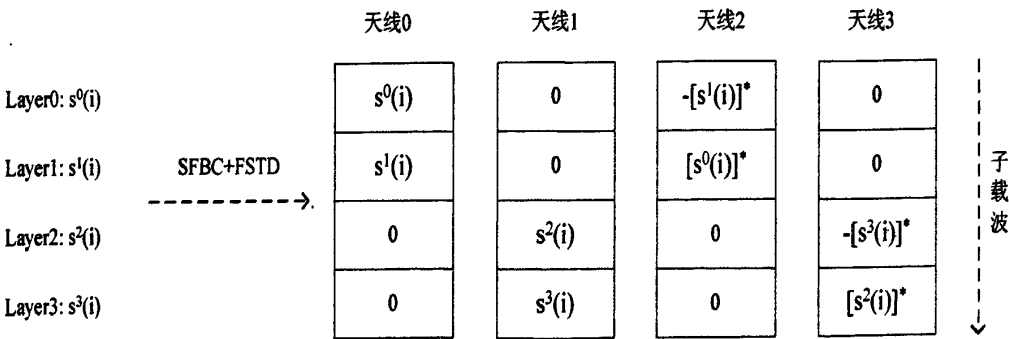 天线0 天线1 天线2 天线3
Layer0: s⁰(i) s⁰(i) 0 -[s¹(i)]* 0
Layer1: s¹(i) SFBC+FSTD s¹(i) 0 [s⁰(i)]* 0
Layer2: s²(i) 0 s²(i) 0 -[s³(i)]*
Layer3: s³(i) 0 s³(i) 0 [s²(i)]*
子载波